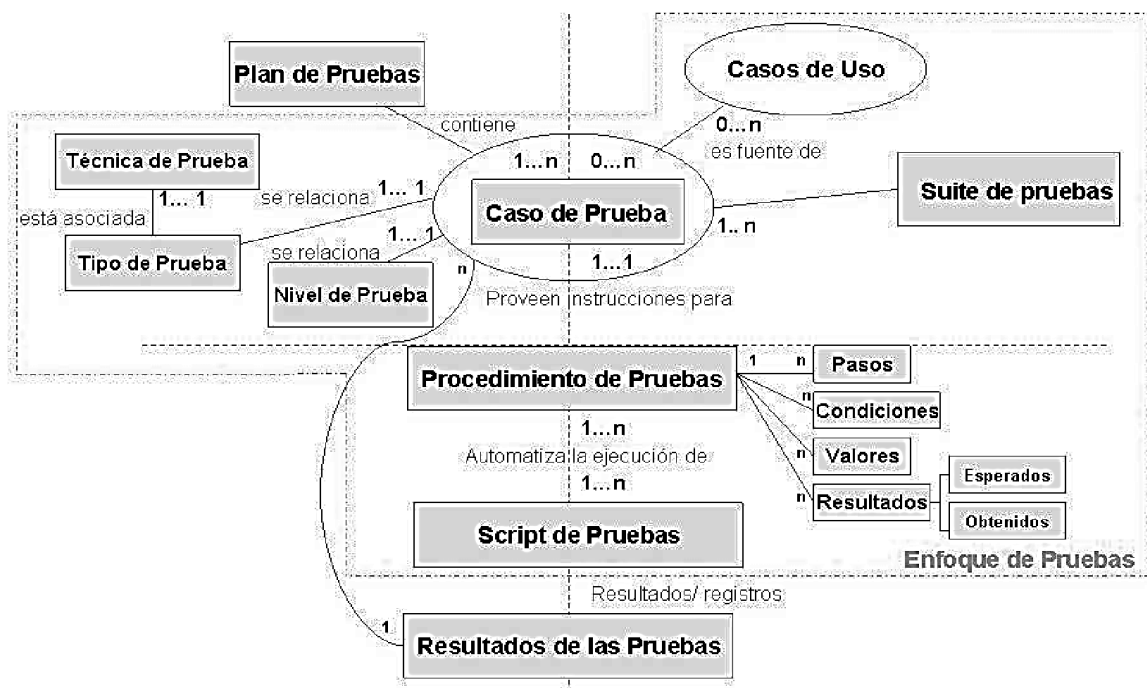 Plan de Pruebas
Casos de Uso
contiene
0...n
es fuente de
Técnica de Prueba
1... 1
está asociada
Tipo de Prueba
se relaciona
1... 1
se relaciona
1... 1
Nivel de Prueba
1...n
0...n
Caso de Prueba
1...1
n
1.. n
Suite de pruebas
Proveen instrucciones para
Procedimiento de Pruebas
1
n
Pasos
n
Condiciones
n
Valores
n
Resultados
Esperados
Obtenidos
1...n
Automatiza la ejecución de
1...n
Script de Pruebas
Enfoque de Pruebas
Resultados/ registros
1
Resultados de las Pruebas